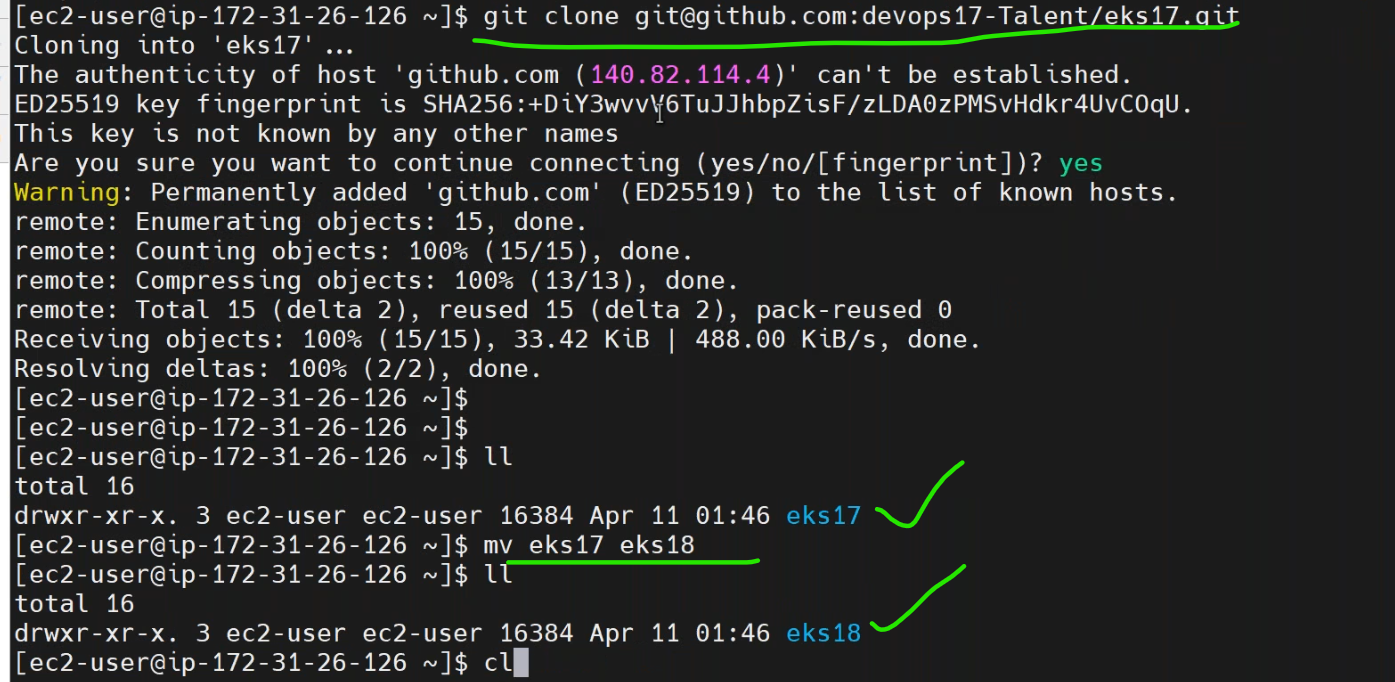 [ec2-user@ip-172-31-26-126 ~]$ git clone git@github.com:devops17-Talent/eks17.git
Cloning into 'eks17'...
The authenticity of host 'github.com (140.82.114.4)' can't be established.
ED25519 key fingerprint is SHA256:+DiY3wvvV6TuJJhbpZisF/zLDA0zPMSvHdkr4UvCOqU.
This key is not known by any other names
Are you sure you want to continue connecting (yes/no/[fingerprint])? yes
Warning: Permanently added 'github.com' (ED25519) to the list of known hosts.
remote: Enumerating objects: 15, done.
remote: Counting objects: 100% (15/15), done.
remote: Compressing objects: 100% (13/13), done.
remote: Total 15 (delta 2), reused 15 (delta 2), pack-reused 0
Receiving objects: 100% (15/15), 33.42 KiB | 488.00 KiB/s, done.
Resolving deltas: 100% (2/2), done.
[ec2-user@ip-172-31-26-126 ~]$
[ec2-user@ip-172-31-26-126 ~]$
[ec2-user@ip-172-31-26-126 ~]$ ll
total 16
drwxr-xr-x. 3 ec2-user ec2-user 16384 Apr 11 01:46 eks17
[ec2-user@ip-172-31-26-126 ~]$ mv eks17 eks18
[ec2-user@ip-172-31-26-126 ~]$ ll
total 16
drwxr-xr-x. 3 ec2-user ec2-user 16384 Apr 11 01:46 eks18
[ec2-user@ip-172-31-26-126 ~]$ cl